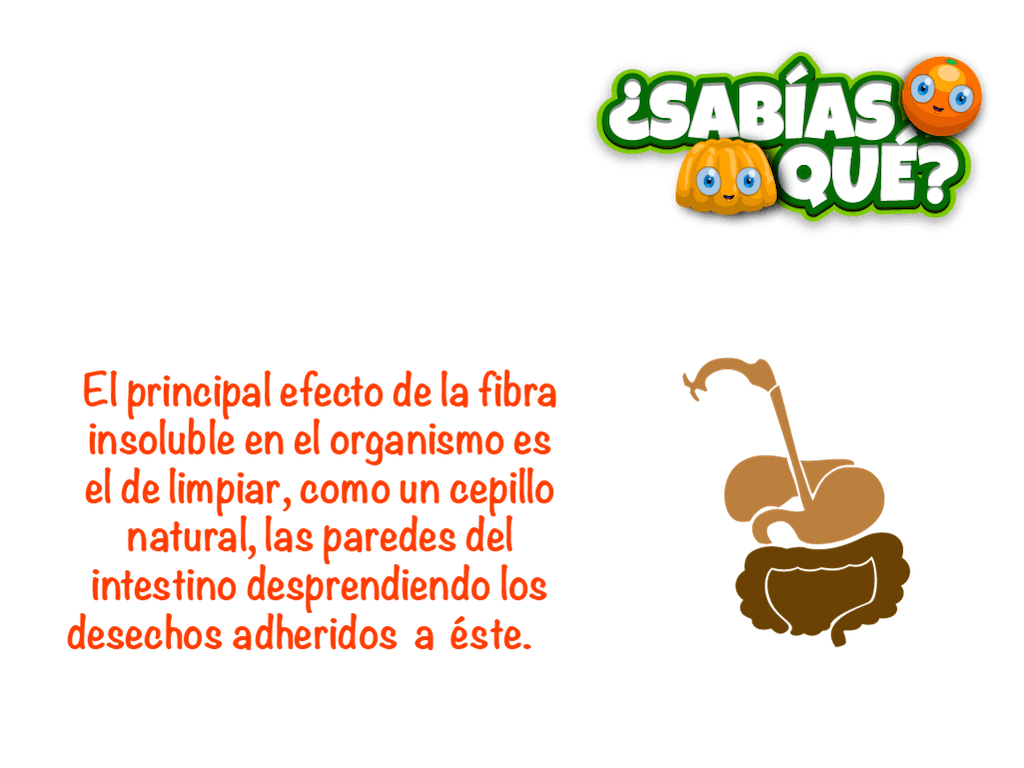 ¿SABÍAS
QUÉ?
El principal efecto de la fibra
insoluble en el organismo es
el de limpiar, como un cepillo
natural, las paredes del
intestino desprendiendo los
desechos adheridos a éste.